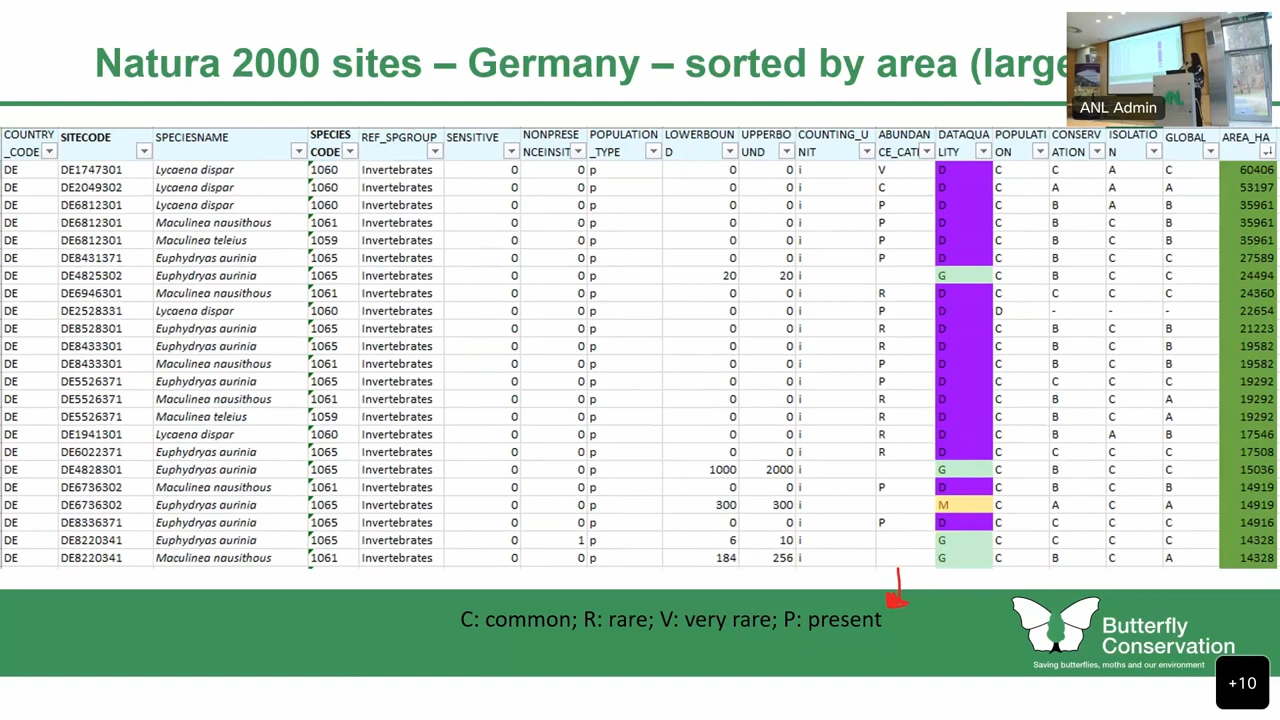 Natura 2000 sites – Germany – sorted by area (large
ANL Admin
COUNTRY_CODE SITECODE SPECIESNAME SPECIESCODE REF_SPGROUP SENSITIVE NONPRESENCEINSIT POPULATION_TYPE LOWERBOUND UPPERBOUND COUNTING_UNIT ABUNDANCE_CATE DATAQUALITY POPULATION CONSERVATION ISOLATION GLOBAL AREA_HA
DE DE1747301 Lycaena dispar 1060 Invertebrates 0 0 p 0 0 i V D C C A C 60406
DE DE2049302 Lycaena dispar 1060 Invertebrates 0 0 p 0 0 i C D C A A A 53197
DE DE6812301 Lycaena dispar 1060 Invertebrates 0 0 p 0 0 i P D C B A B 35961
DE DE6812301 Maculinea nausithous 1061 Invertebrates 0 0 p 0 0 i P D C B C B 35961
DE DE6812301 Maculinea teleius 1059 Invertebrates 0 0 p 0 0 i P D C B C B 35961
DE DE8431371 Euphydryas aurinia 1065 Invertebrates 0 0 p 0 0 i P D C B C C 27589
DE DE4825302 Euphydryas aurinia 1065 Invertebrates 0 0 p 20 20 i G C B C C 24494
DE DE6946301 Maculinea nausithous 1061 Invertebrates 0 0 p 0 0 i R D C C C C 24360
DE DE2528331 Lycaena dispar 1060 Invertebrates 0 0 p 0 0 i P D D - - - 22654
DE DE8528301 Euphydryas aurinia 1065 Invertebrates 0 0 p 0 0 i R D C B C B 21223
DE DE8433301 Euphydryas aurinia 1065 Invertebrates 0 0 p 0 0 i R D C B C B 19582
DE DE8433301 Maculinea nausithous 1061 Invertebrates 0 0 p 0 0 i P D C B C B 19582
DE DE5526371 Euphydryas aurinia 1065 Invertebrates 0 0 p 0 0 i P D C C C C 19292
DE DE5526371 Maculinea nausithous 1061 Invertebrates 0 0 p 0 0 i R D C B C C 19292
DE DE5526371 Maculinea teleius 1059 Invertebrates 0 0 p 0 0 i R D C B C C 19292
DE DE1941301 Lycaena dispar 1060 Invertebrates 0 0 p 0 0 i R D C B A B 17546
DE DE6022371 Euphydryas aurinia 1065 Invertebrates 0 0 p 0 0 i R D C B C C 17508
DE DE4828301 Euphydryas aurinia 1065 Invertebrates 0 0 p 1000 2000 i G C B C C 15036
DE DE6736302 Maculinea nausithous 1061 Invertebrates 0 0 p 0 0 i P D C B C B 14919
DE DE6736302 Euphydryas aurinia 1065 Invertebrates 0 0 p 300 300 i M C A C A 14919
DE DE8336371 Euphydryas aurinia 1065 Invertebrates 0 0 p 0 0 i P D C C C C 14916
DE DE8220341 Euphydryas aurinia 1065 Invertebrates 0 1 p 6 10 i G C C C C 14328
DE DE8220341 Maculinea nausithous 1061 Invertebrates 0 0 p 184 256 i G C B C A 14328
C: common; R: rare; V: very rare; P: present
Butterfly
Conservation
Saving butterflies, moths and our environment
+10